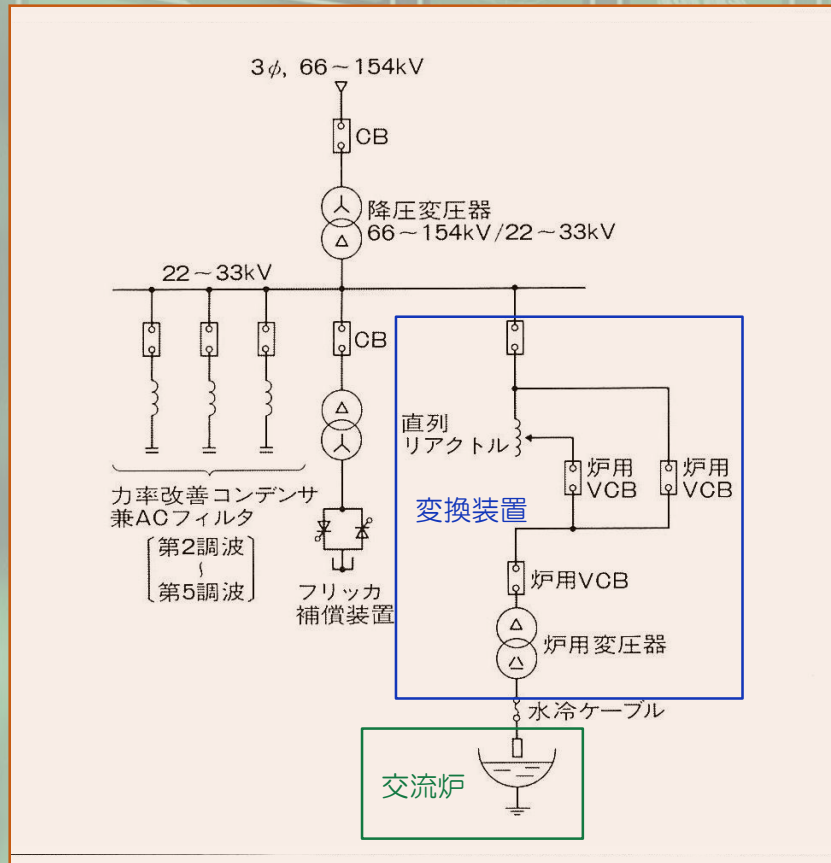 3φ, 66～154kV
CB
降圧変圧器
66～154kV/22～33kV
22～33kV
CB
直列
リアクトル
炉用
VCB
炉用
VCB
変換装置
力率改善コンデンサ
兼ACフィルタ
第2調波
～
第5調波
フリッカ
補償装置
炉用VCB
炉用変圧器
水冷ケーブル
交流炉